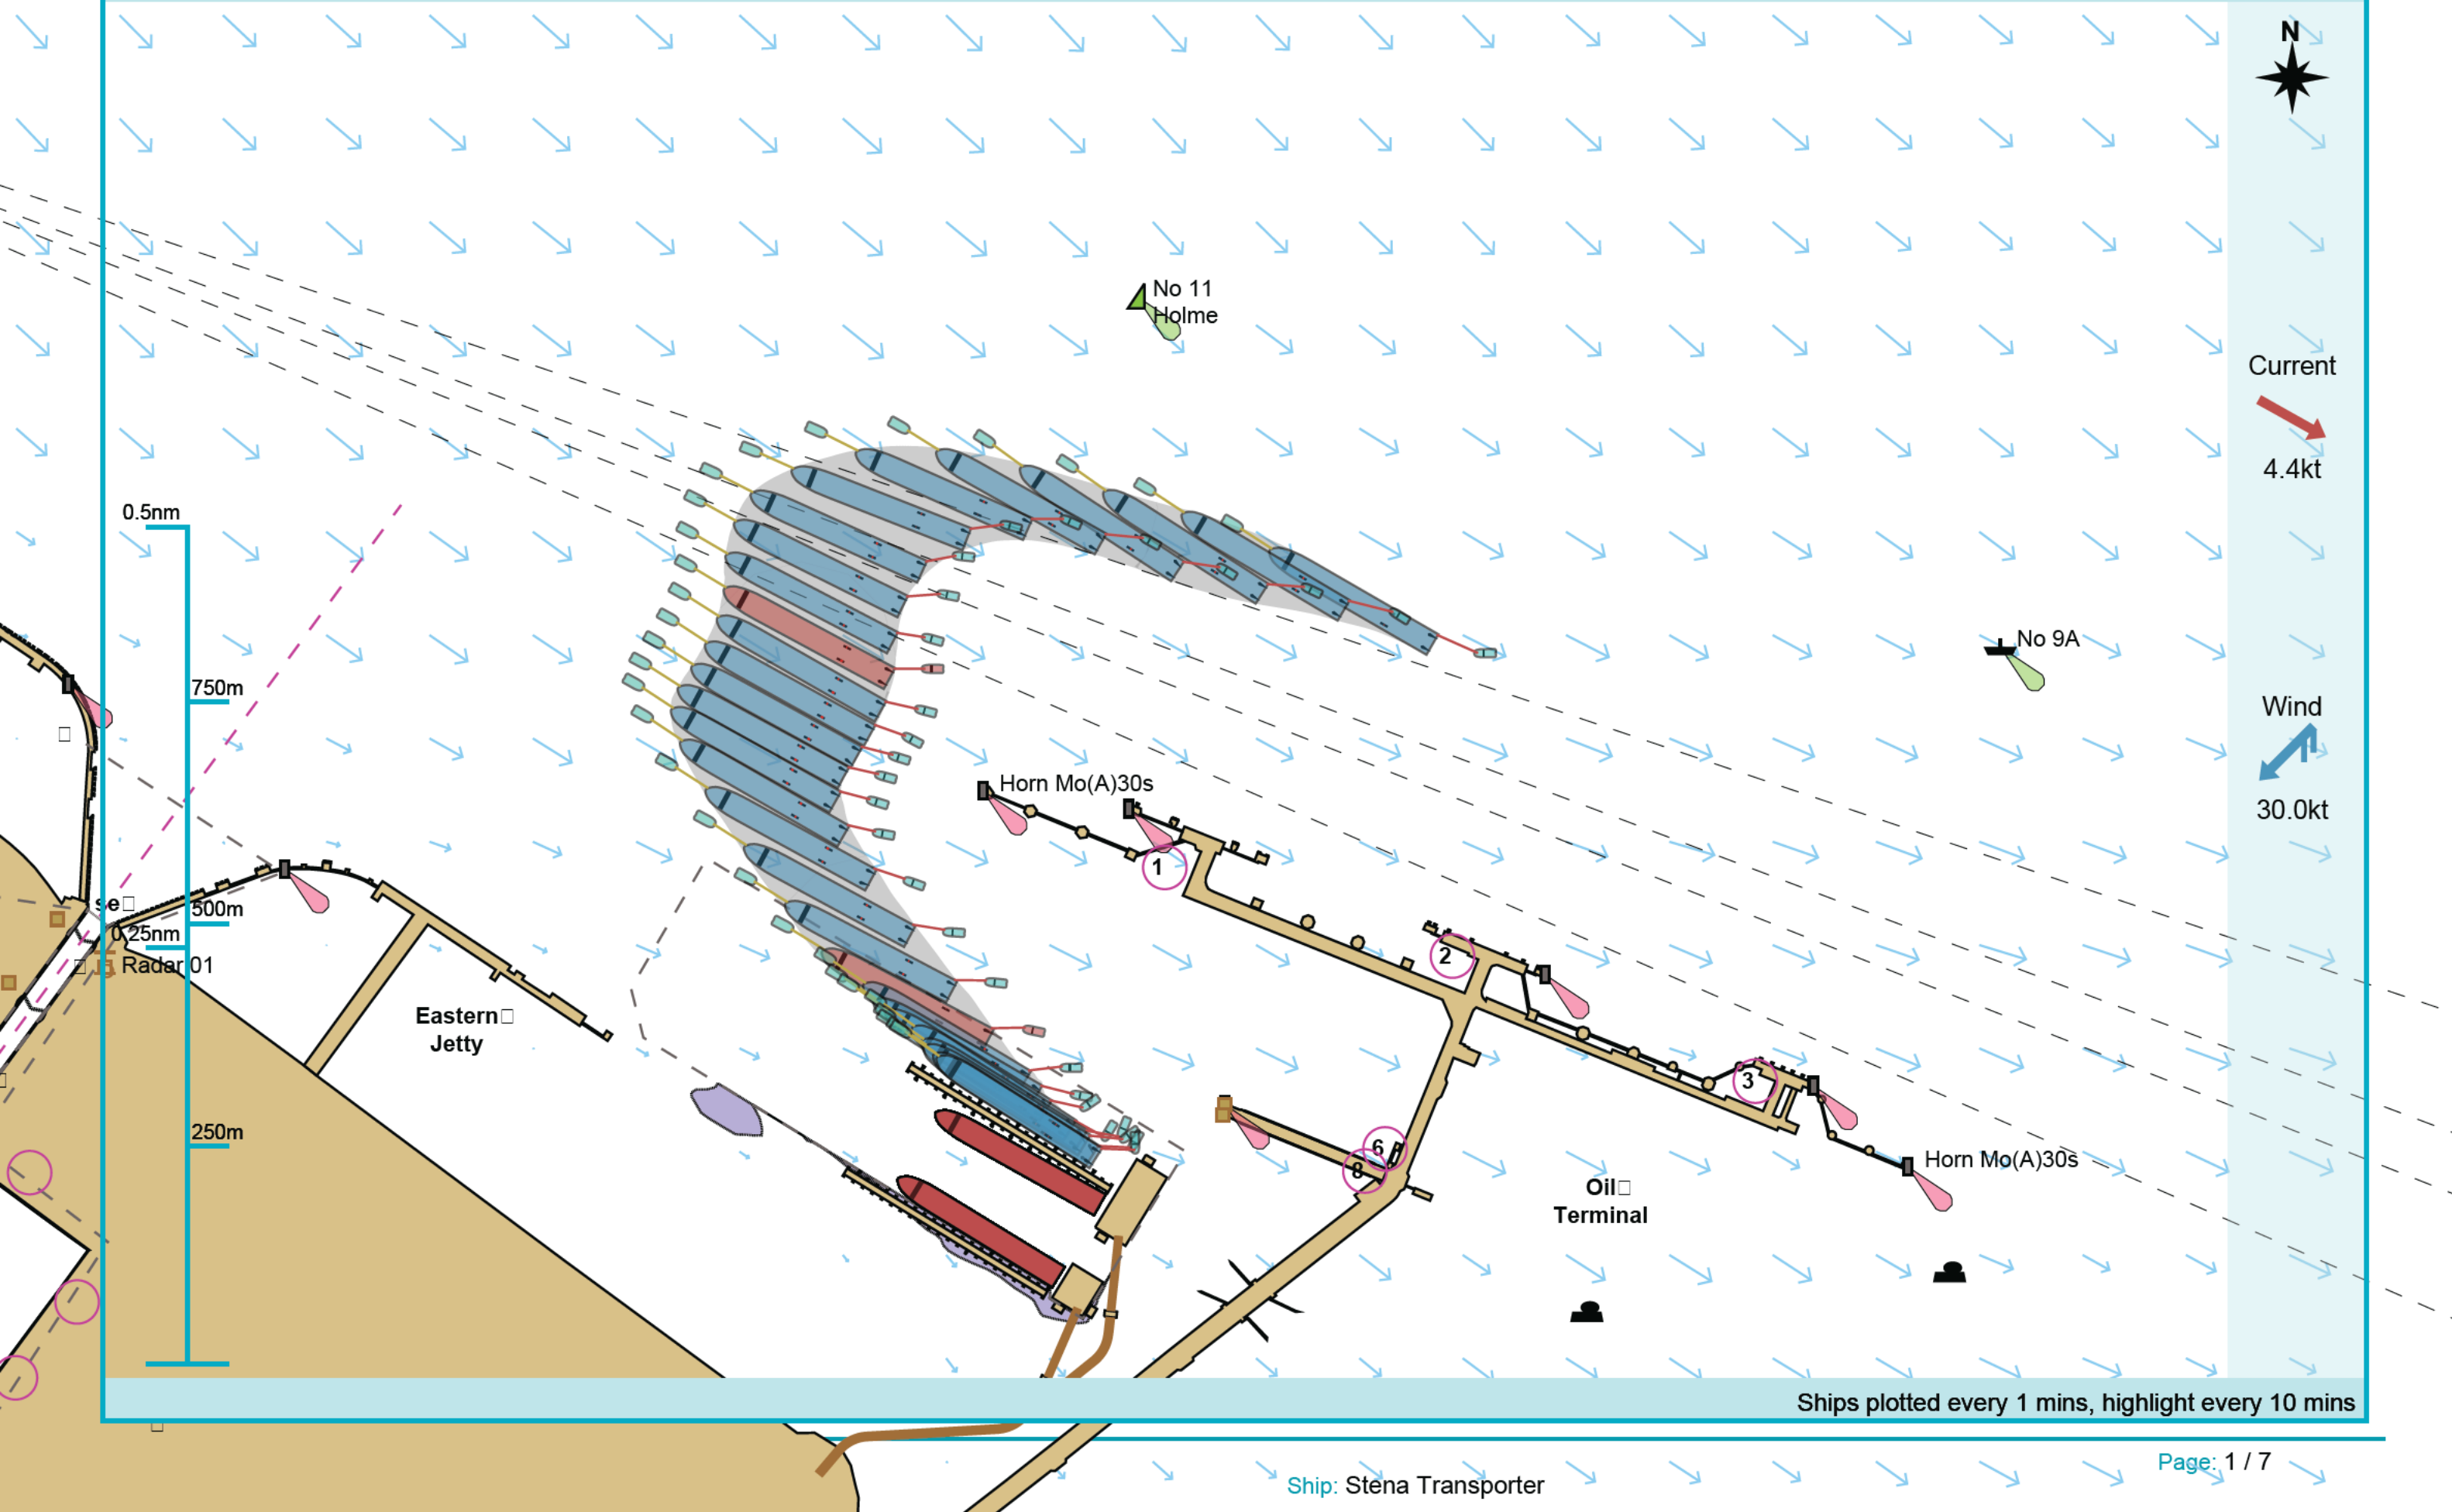 N
No 11
Holme
Current
4.4kt
0.5nm
No 9A
750m
Wind
30.0kt
Horn Mo(A)30s
1
se
500m
0.25nm
Radar 01
2
Eastern
Jetty
3
250m
6
8
Horn Mo(A)30s
Oil
Terminal
Ships plotted every 1 mins, highlight every 10 mins
Page: 1 / 7
Ship: Stena Transporter